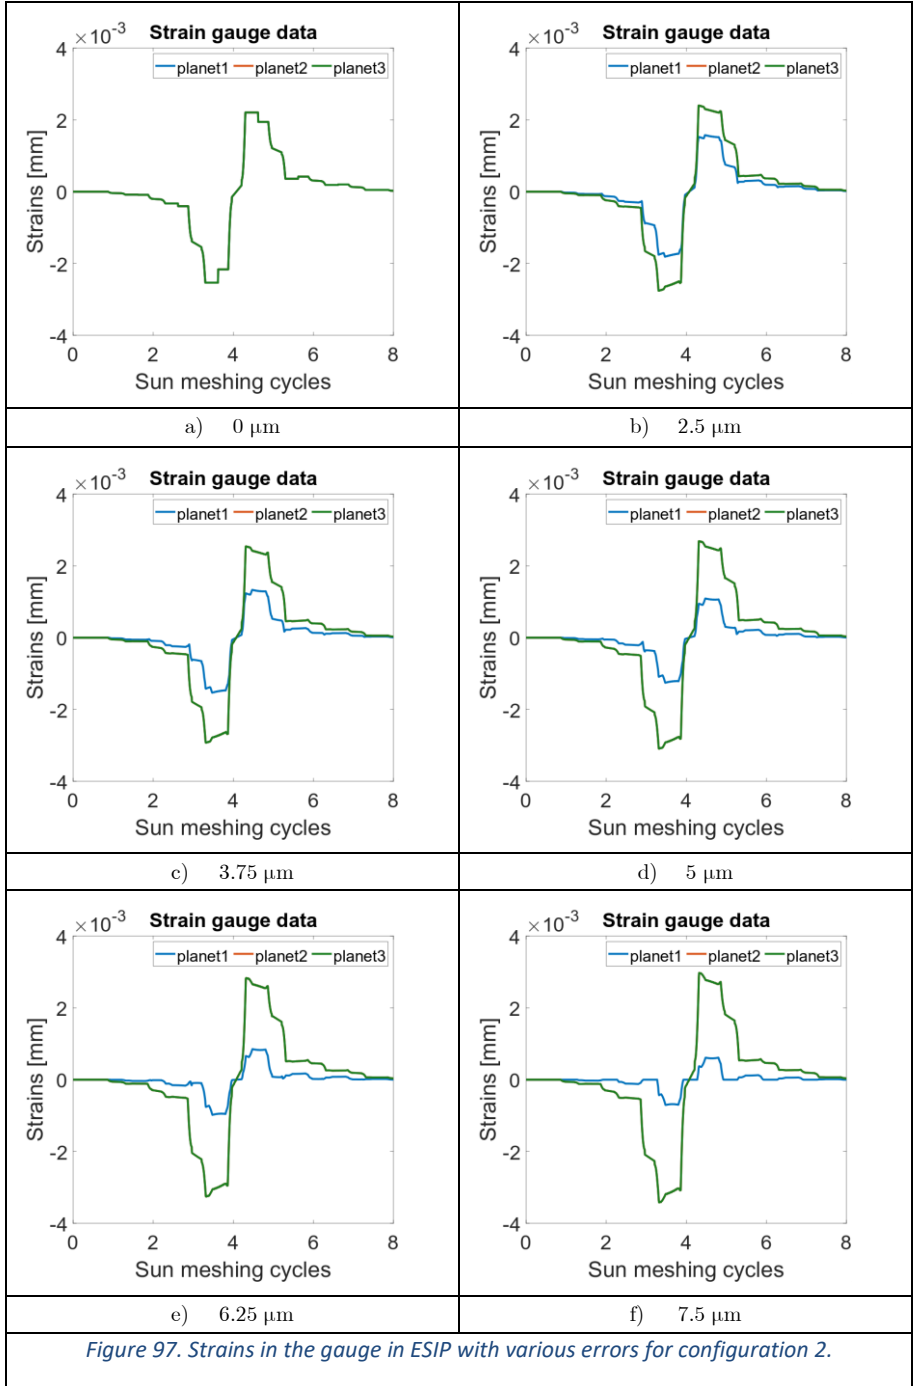 Strain gauge data
×10-3
planet1 planet2 planet3
4
2
0
-2
-4
Strains [mm]
0 2 4 6 8
Sun meshing cycles
a) 0 μm
Strain gauge data
×10-3
planet1 planet2 planet3
4
2
0
-2
-4
Strains [mm]
0 2 4 6 8
Sun meshing cycles
b) 2.5 μm
Strain gauge data
×10-3
planet1 planet2 planet3
4
2
0
-2
-4
Strains [mm]
0 2 4 6 8
Sun meshing cycles
c) 3.75 μm
Strain gauge data
×10-3
planet1 planet2 planet3
4
2
0
-2
-4
Strains [mm]
0 2 4 6 8
Sun meshing cycles
d) 5 μm
Strain gauge data
×10-3
planet1 planet2 planet3
4
2
0
-2
-4
Strains [mm]
0 2 4 6 8
Sun meshing cycles
e) 6.25 μm
Strain gauge data
×10-3
planet1 planet2 planet3
4
2
0
-2
-4
Strains [mm]
0 2 4 6 8
Sun meshing cycles
f) 7.5 μm
Figure 97. Strains in the gauge in ESIP with various errors for configuration 2.